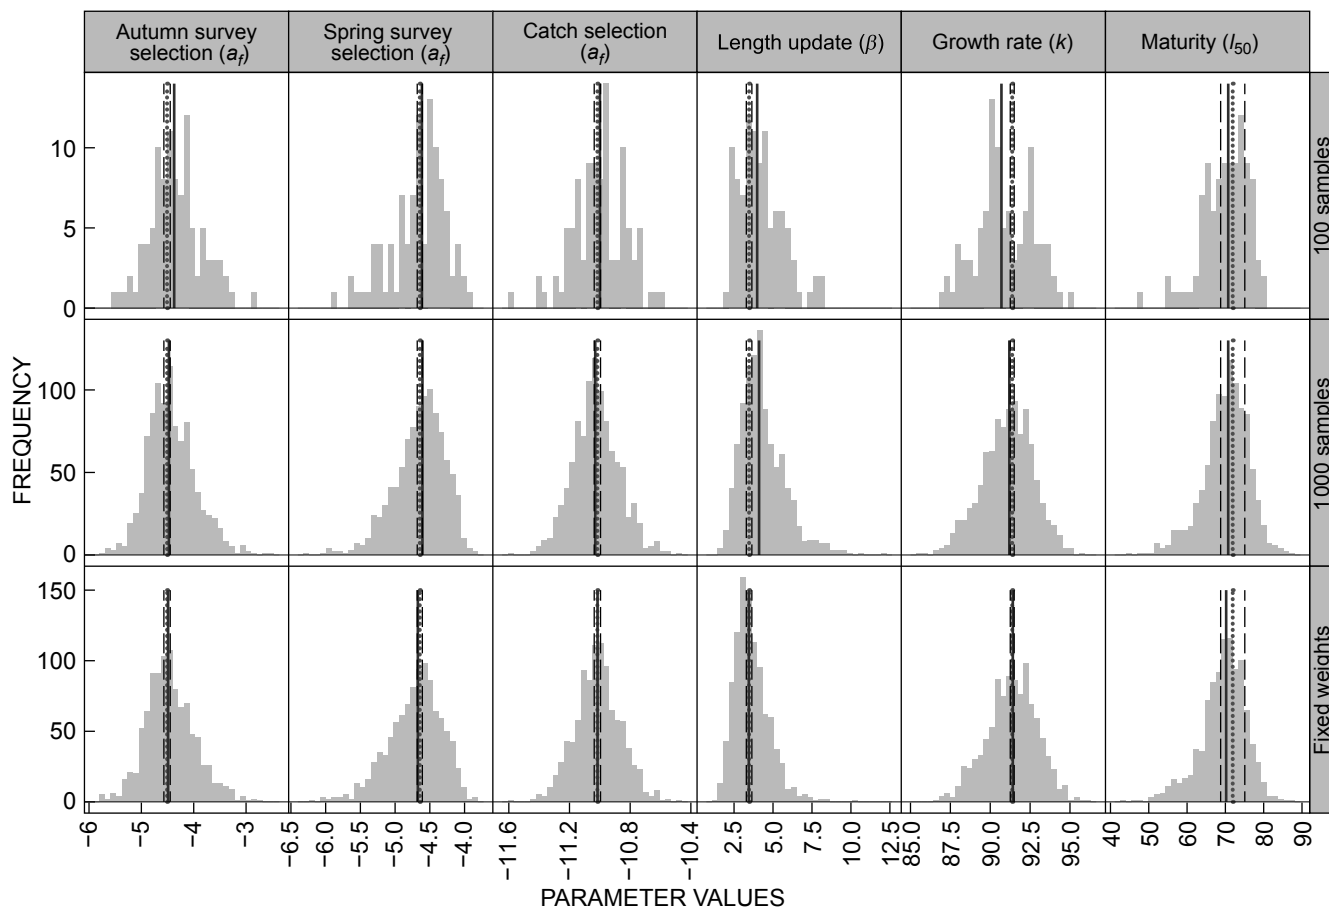 Autumn survey
selection (a_f)
Spring survey
selection (a_f)
Catch selection
(a_f)
Length update (β)
Growth rate (k)
Maturity (l_50)
10
5
0
100 samples
FREQUENCY
100
50
0
1000 samples
150
100
50
0
Fixed weights
−6
−5
−4
−3
−6.5
−6.0
−5.0
−4.5
−4.0
−11.6
−11.2
−10.8
−10.4
2.5
5.0
7.5
10.0
12.5
85.0
87.5
90.0
92.5
95.0
40
50
60
70
80
90
PARAMETER VALUES